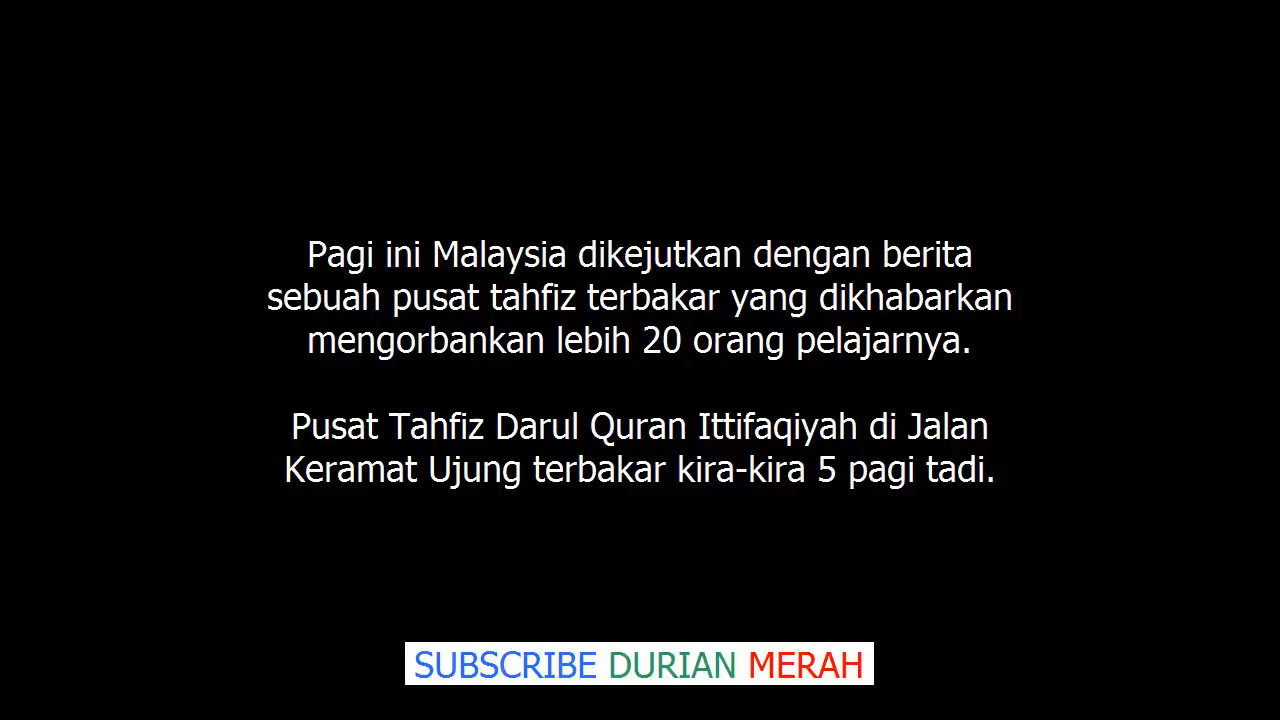 Pagi ini Malaysia dikejutkan dengan berita
sebuah pusat tahfiz terbakar yang dikhabarkan
mengorbankan lebih 20 orang pelajarnya.
Pusat Tahfiz Darul Quran Ittifaqiyah di Jalan
Keramat Ujung terbakar kira-kira 5 pagi tadi.
SUBSCRIBE DURIAN MERAH